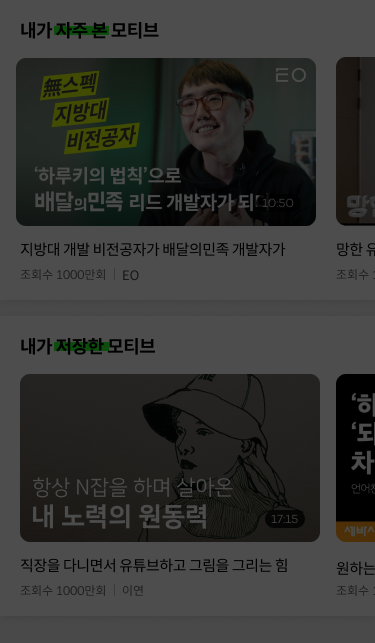 내가 자주 본 모티브
EO
無스펙
지방대
비전공자
‘하루키의 법칙’으로
배달의민족 리드 개발자가 되
10:50
망한
지방대 개발 비전공자가 배달의민족 개발자가
망한
조회수 1000만회 | EO
조회수
내가 저장한 모티브
항상 N잡을 하며 살아온
내 노력의 원동력
17:15
‘하
‘되
차
언어천
새바시
직장을 다니면서 유튜브하고 그림을 그리는 힘
원하는
조회수 1000만회 | 이연
조회수